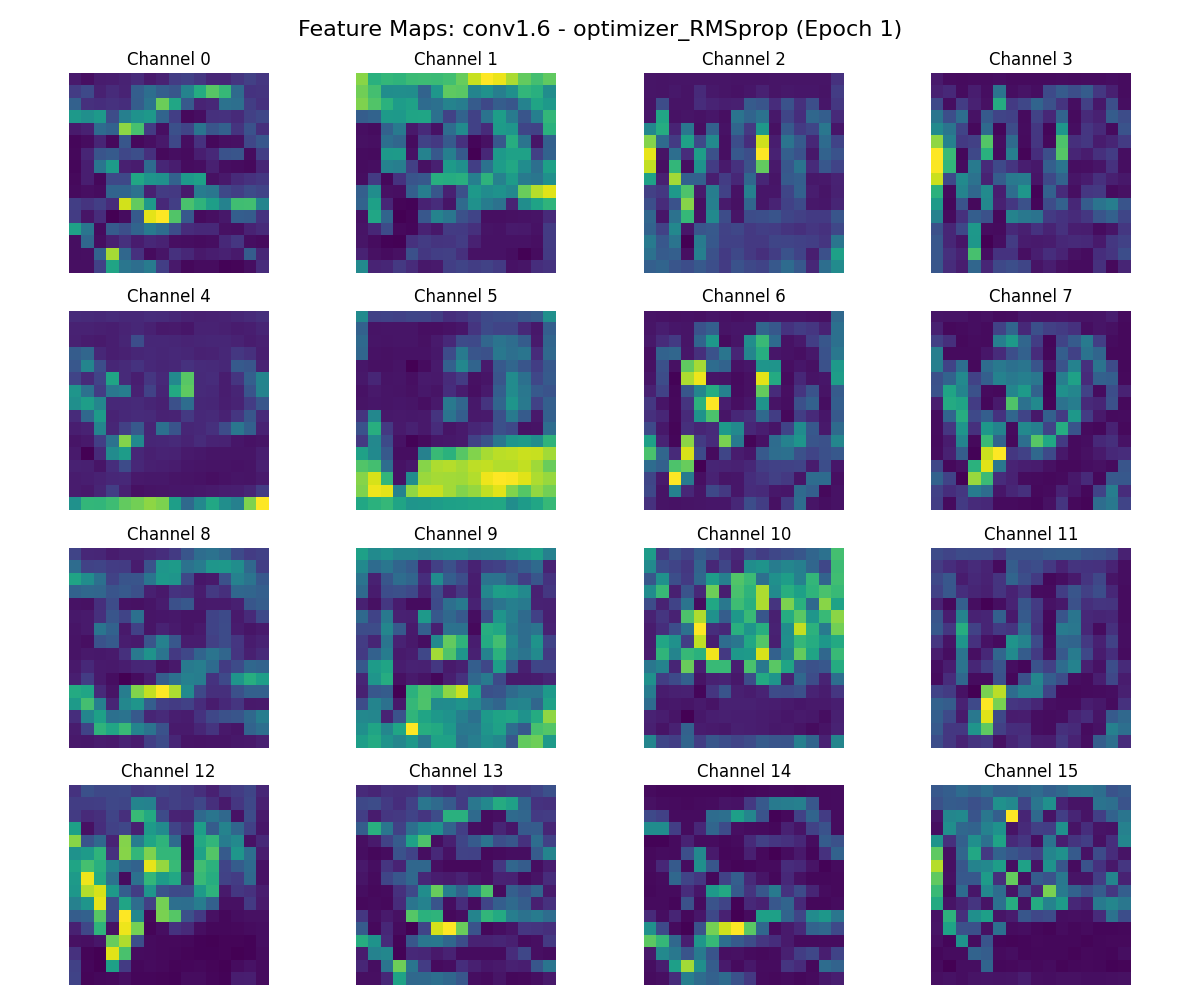 Feature Maps: conv1.6 - optimizer_RMSprop (Epoch 1)
Channel 0
Channel 1
Channel 2
Channel 3
Channel 4
Channel 5
Channel 6
Channel 7
Channel 8
Channel 9
Channel 10
Channel 11
Channel 12
Channel 13
Channel 14
Channel 15